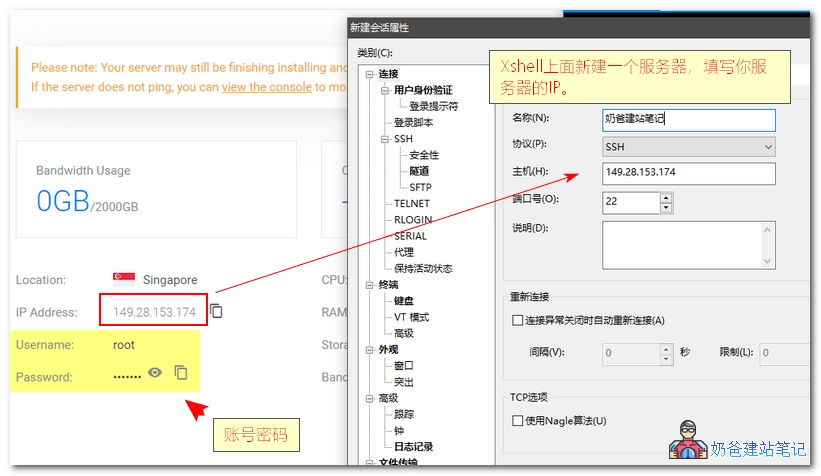 Please note: Your server may still be finishing installing and
If the server does not ping, you can view the console to mo
Bandwidth Usage
0GB/2000GB
Location: Singapore
IP Address: 149.28.153.174
Username: root
Password: •••••••
账号密码
CPU:
RAM
Stora
Band
新建会话属性
类别(C):
连接
用户身份验证
登录提示符
登录脚本
SSH
安全性
隧道
SFTP
TELNET
RLOGIN
SERIAL
代理
保持活动状态
终端
键盘
VT 模式
高级
外观
窗口
突出
高级
跟踪
钟
日志记录
文件传输
Xshell上面新建一个服务器，填写你服
务器的IP。
名称(N): 奶爸建站笔记
协议(P): SSH
主机(H): 149.28.153.174
端口号(O): 22
说明(D):
重新连接
连接异常关闭时自动重新连接(A)
间隔(V): 0 秒 限制(L): 0
TCP选项
使用Nagle算法(U)
奶爸建站笔记